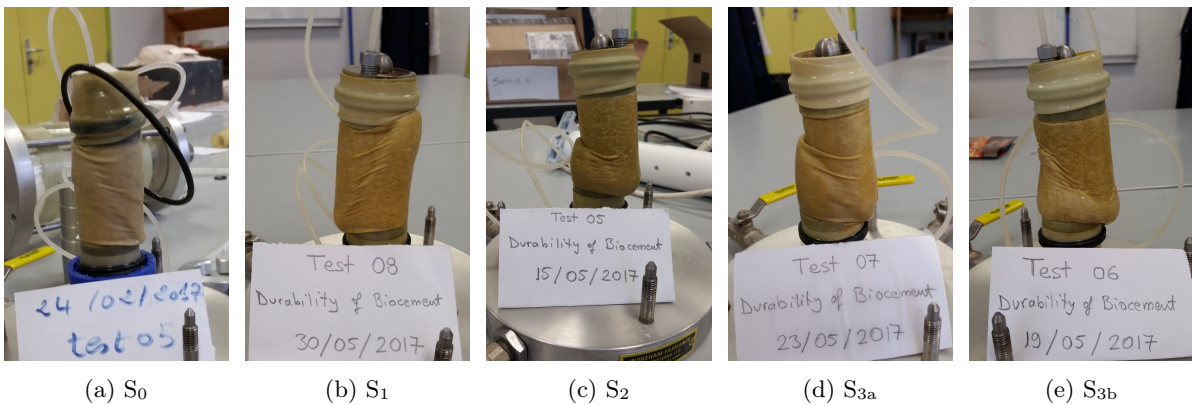 24/02/2017
test 05
(a) S0
Test 08
Durability of Biocement
30/05/2017
(b) S1
Test 05
Durability of Biocement
15/05/2017
(c) S2
Test 07
Durability of Biocement
23/05/2017
(d) S3a
Test 06
Durability of Biocement
19/05/2017
(e) S3b